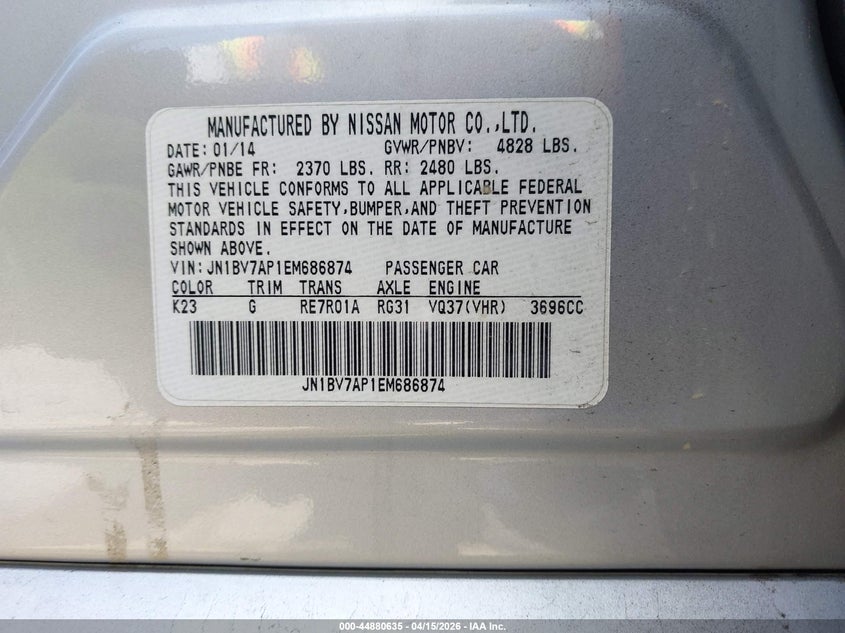 MANUFACTURED BY NISSAN MOTOR CO.,LTD.
DATE: 01/14 GVWR/PNBV: 4828 LBS.
GAWR/PNBE FR: 2370 LBS. RR: 2480 LBS.
THIS VEHICLE CONFORMS TO ALL APPLICABLE FEDERAL
MOTOR VEHICLE SAFETY,BUMPER,AND THEFT PREVENTION
STANDARDS IN EFFECT ON THE DATE OF MANUFACTURE
SHOWN ABOVE.
VIN:JN1BV7AP1EM686874 PASSENGER CAR
COLOR TRIM TRANS AXLE ENGINE
K23 G RE7R01A RG31 VQ37(VHR) 3696CC
JN1BV7AP1EM686874
000-44880635 - 04/15/2026 - IAA Inc.